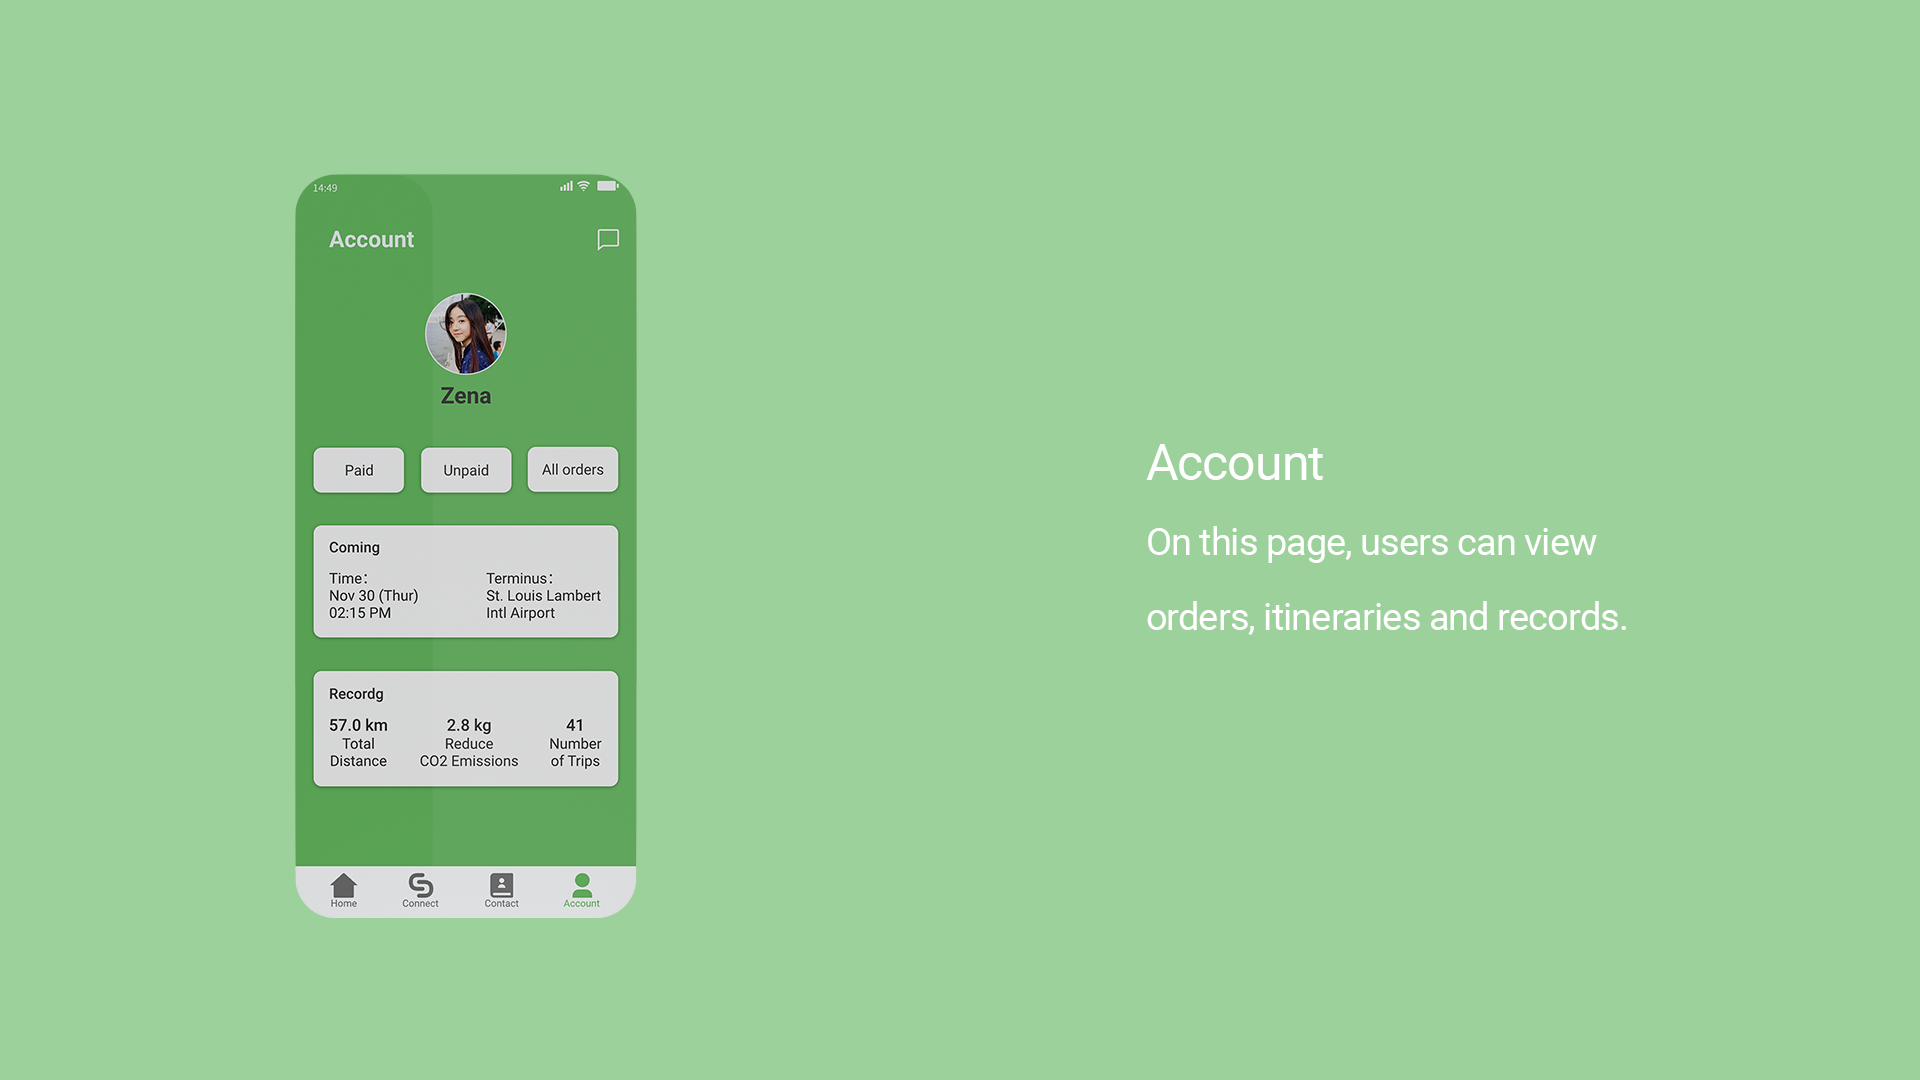 14:49
Account
Zena
Paid
Unpaid
All orders
Coming
Time：
Nov 30 (Thur)
02:15 PM
Terminus：
St. Louis Lambert
Intl Airport
Recordg
57.0 km
Total
Distance
2.8 kg
Reduce
CO2 Emissions
41
Number
of Trips
Home
Connect
Contact
Account
Account
On this page, users can view
orders, itineraries and records.